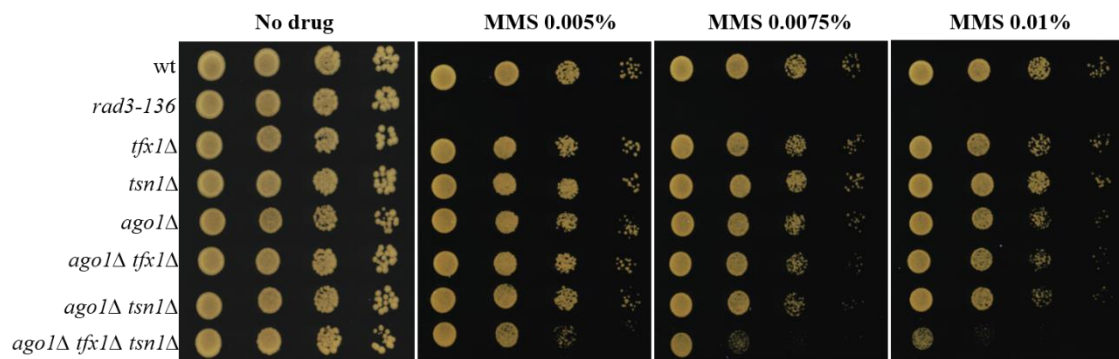 No drug MMS 0.005% MMS 0.0075% MMS 0.01%
wt
rad3-136
tfx1Δ
tsn1Δ
ago1Δ
ago1Δ tfx1Δ
ago1Δ tsn1Δ
ago1Δ tfx1Δ tsn1Δ